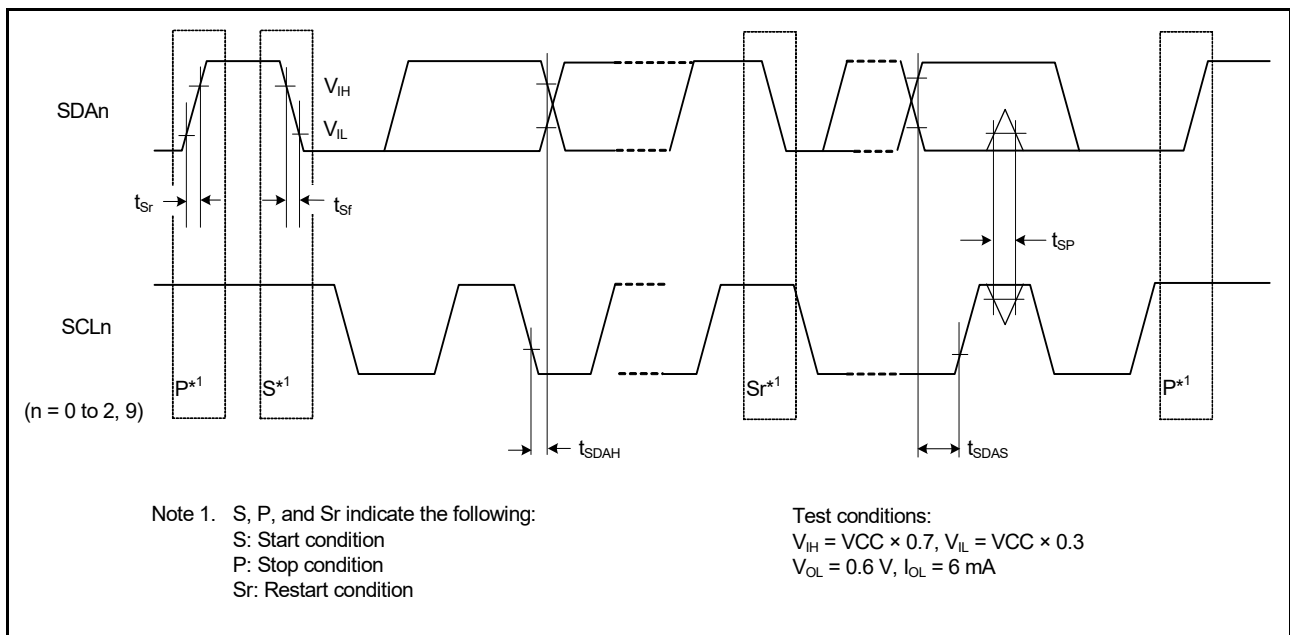 SDAn
V_IH
V_IL
t_Sr
t_Sf
t_SP
SCLn
P*1
S*1
Sr*1
P*1
(n = 0 to 2, 9)
t_SDAH
t_SDAS
Note 1. S, P, and Sr indicate the following:
S: Start condition
P: Stop condition
Sr: Restart condition
Test conditions:
V_IH = VCC × 0.7, V_IL = VCC × 0.3
V_OL = 0.6 V, I_OL = 6 mA